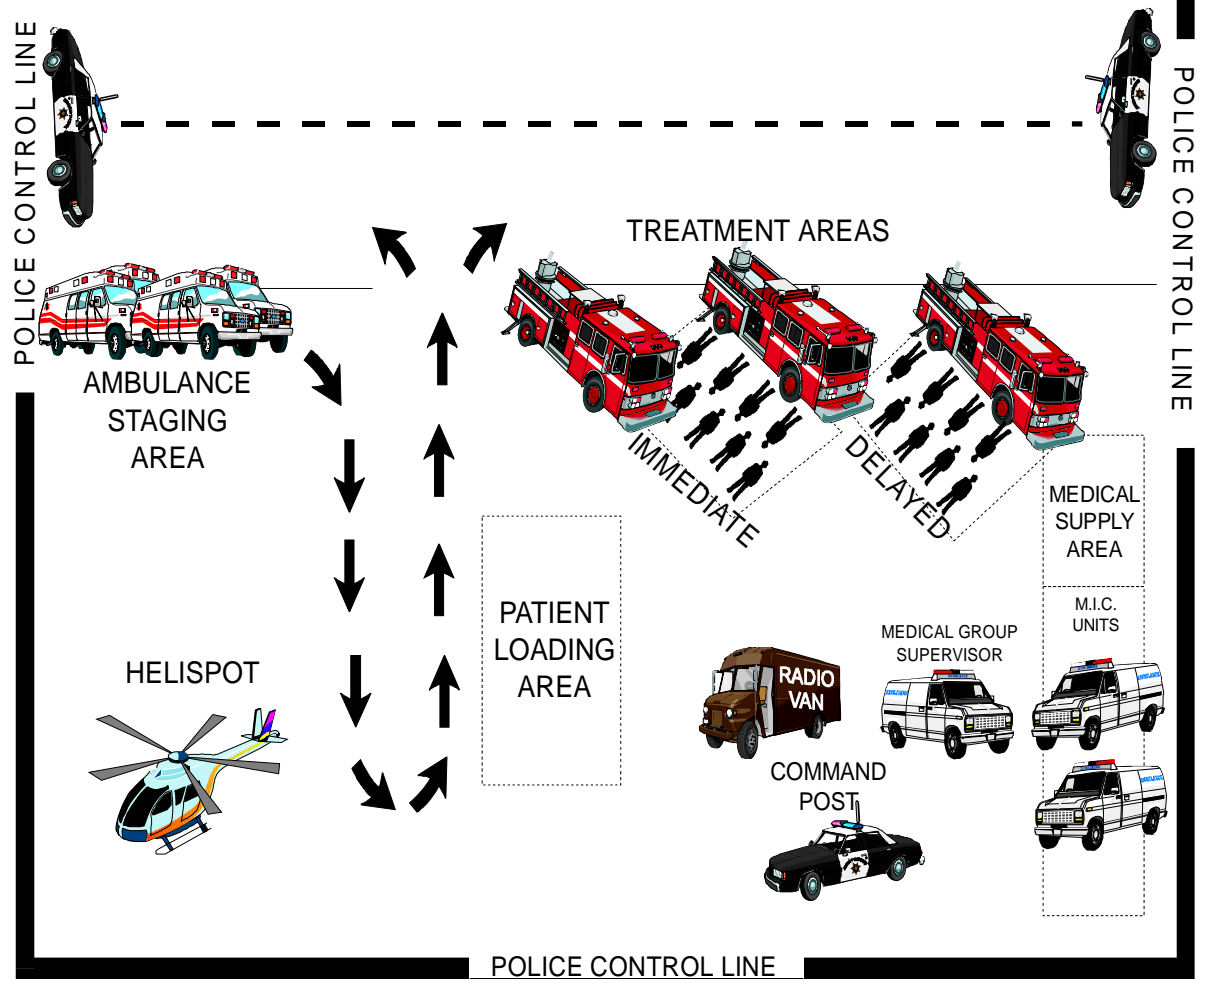 POLICE CONTROL LINE
POLICE CONTROL LINE
TREATMENT AREAS
AMBULANCE
STAGING
AREA
IMMEDIATE
DELAYED
MEDICAL
SUPPLY
AREA
PATIENT
LOADING
AREA
M.I.C.
UNITS
MEDICAL GROUP
SUPERVISOR
HELISPOT
RADIO
VAN
COMMAND
POST
POLICE CONTROL LINE